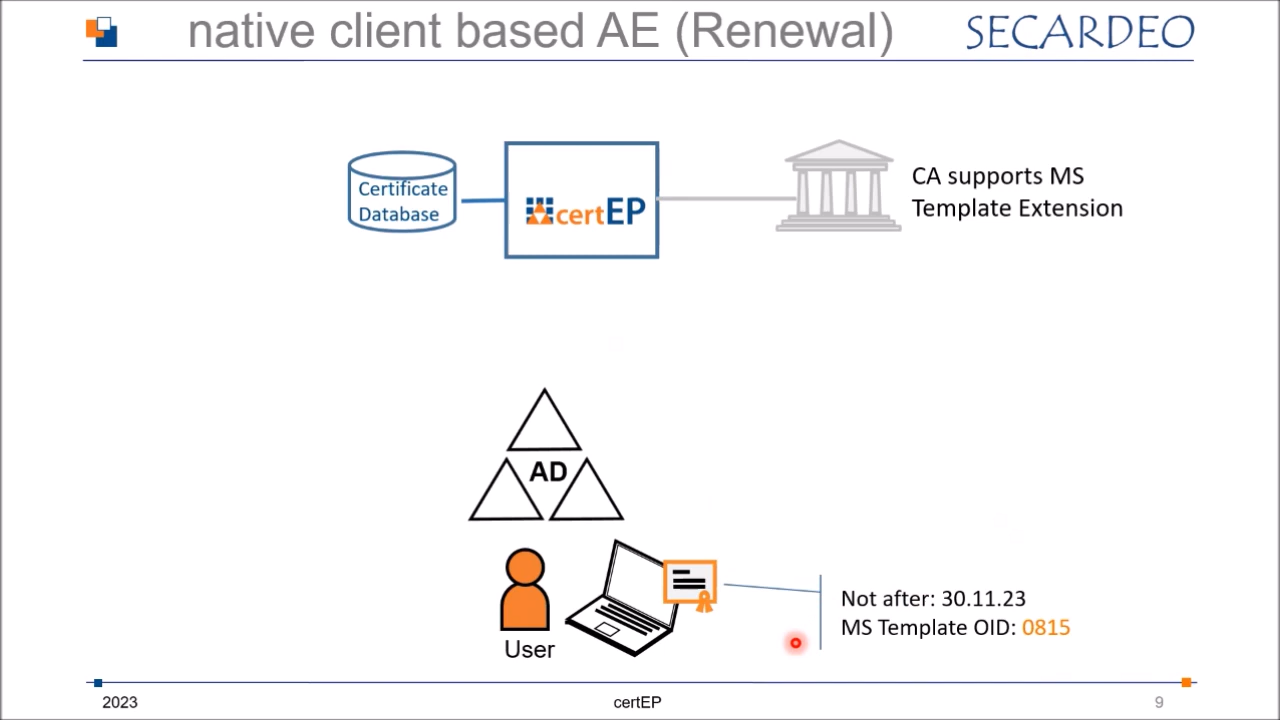 native client based AE (Renewal)
SECARDEO
Certificate
Database
certEP
CA supports MS
Template Extension
AD
User
Not after: 30.11.23
MS Template OID: 0815
2023
certEP
9